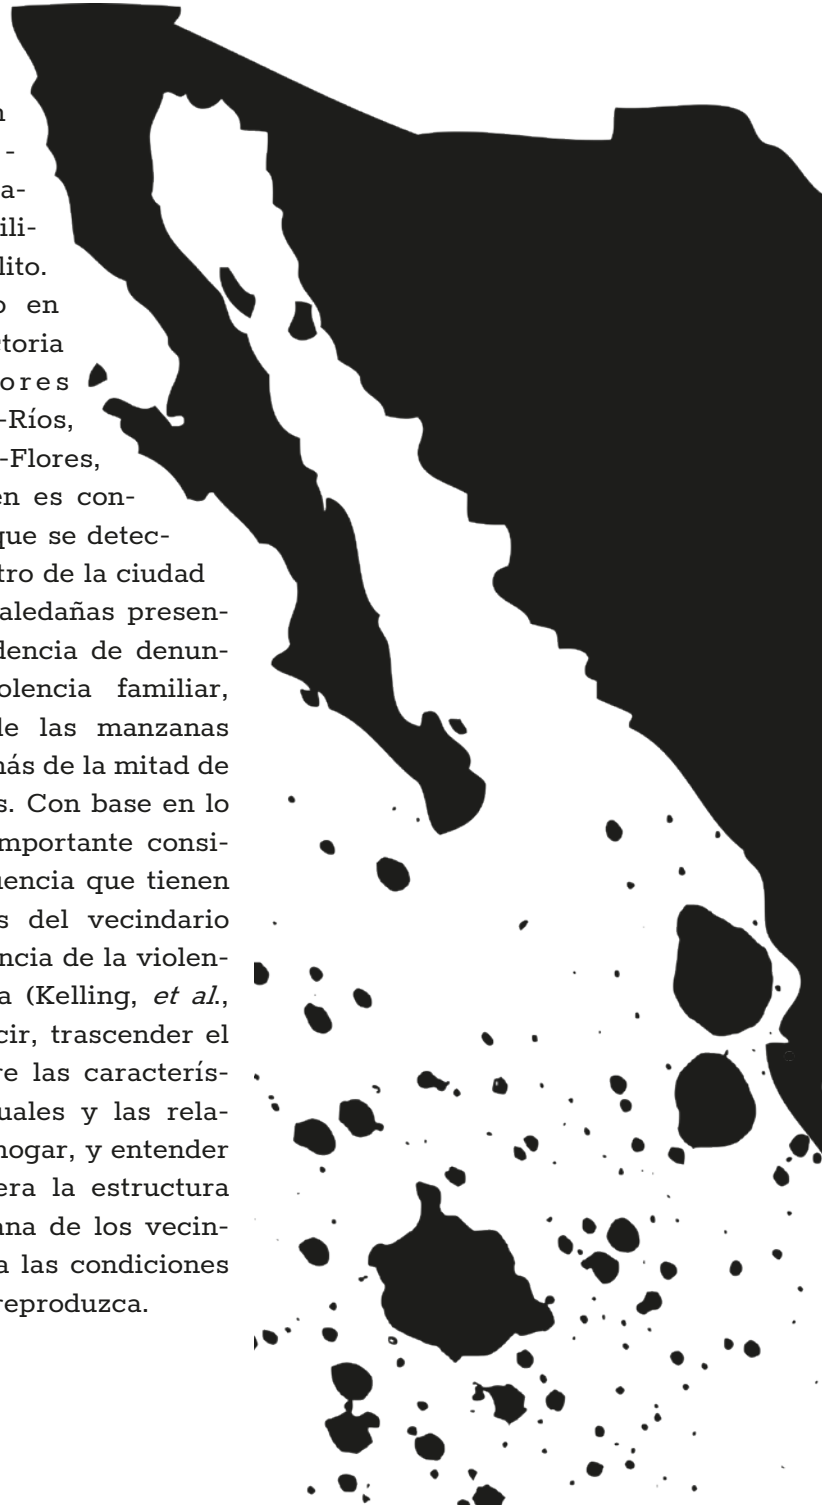 -
a-
ili-
lito.
en
toria
ores
-Ríos,
-Flores,
en es con-
que se detec-
tro de la ciudad
aledañas presen-
dencia de denun-
olencia familiar,
de las manzanas
más de la mitad de
s. Con base en lo
mportante consi-
uencia que tienen
s del vecindario
ncia de la violen-
a (Kelling, et al.,
cir, trascender el
re las caracterís-
uales y las rela-
hogar, y entender
era la estructura
ana de los vecin-
a las condiciones
reproduzca.